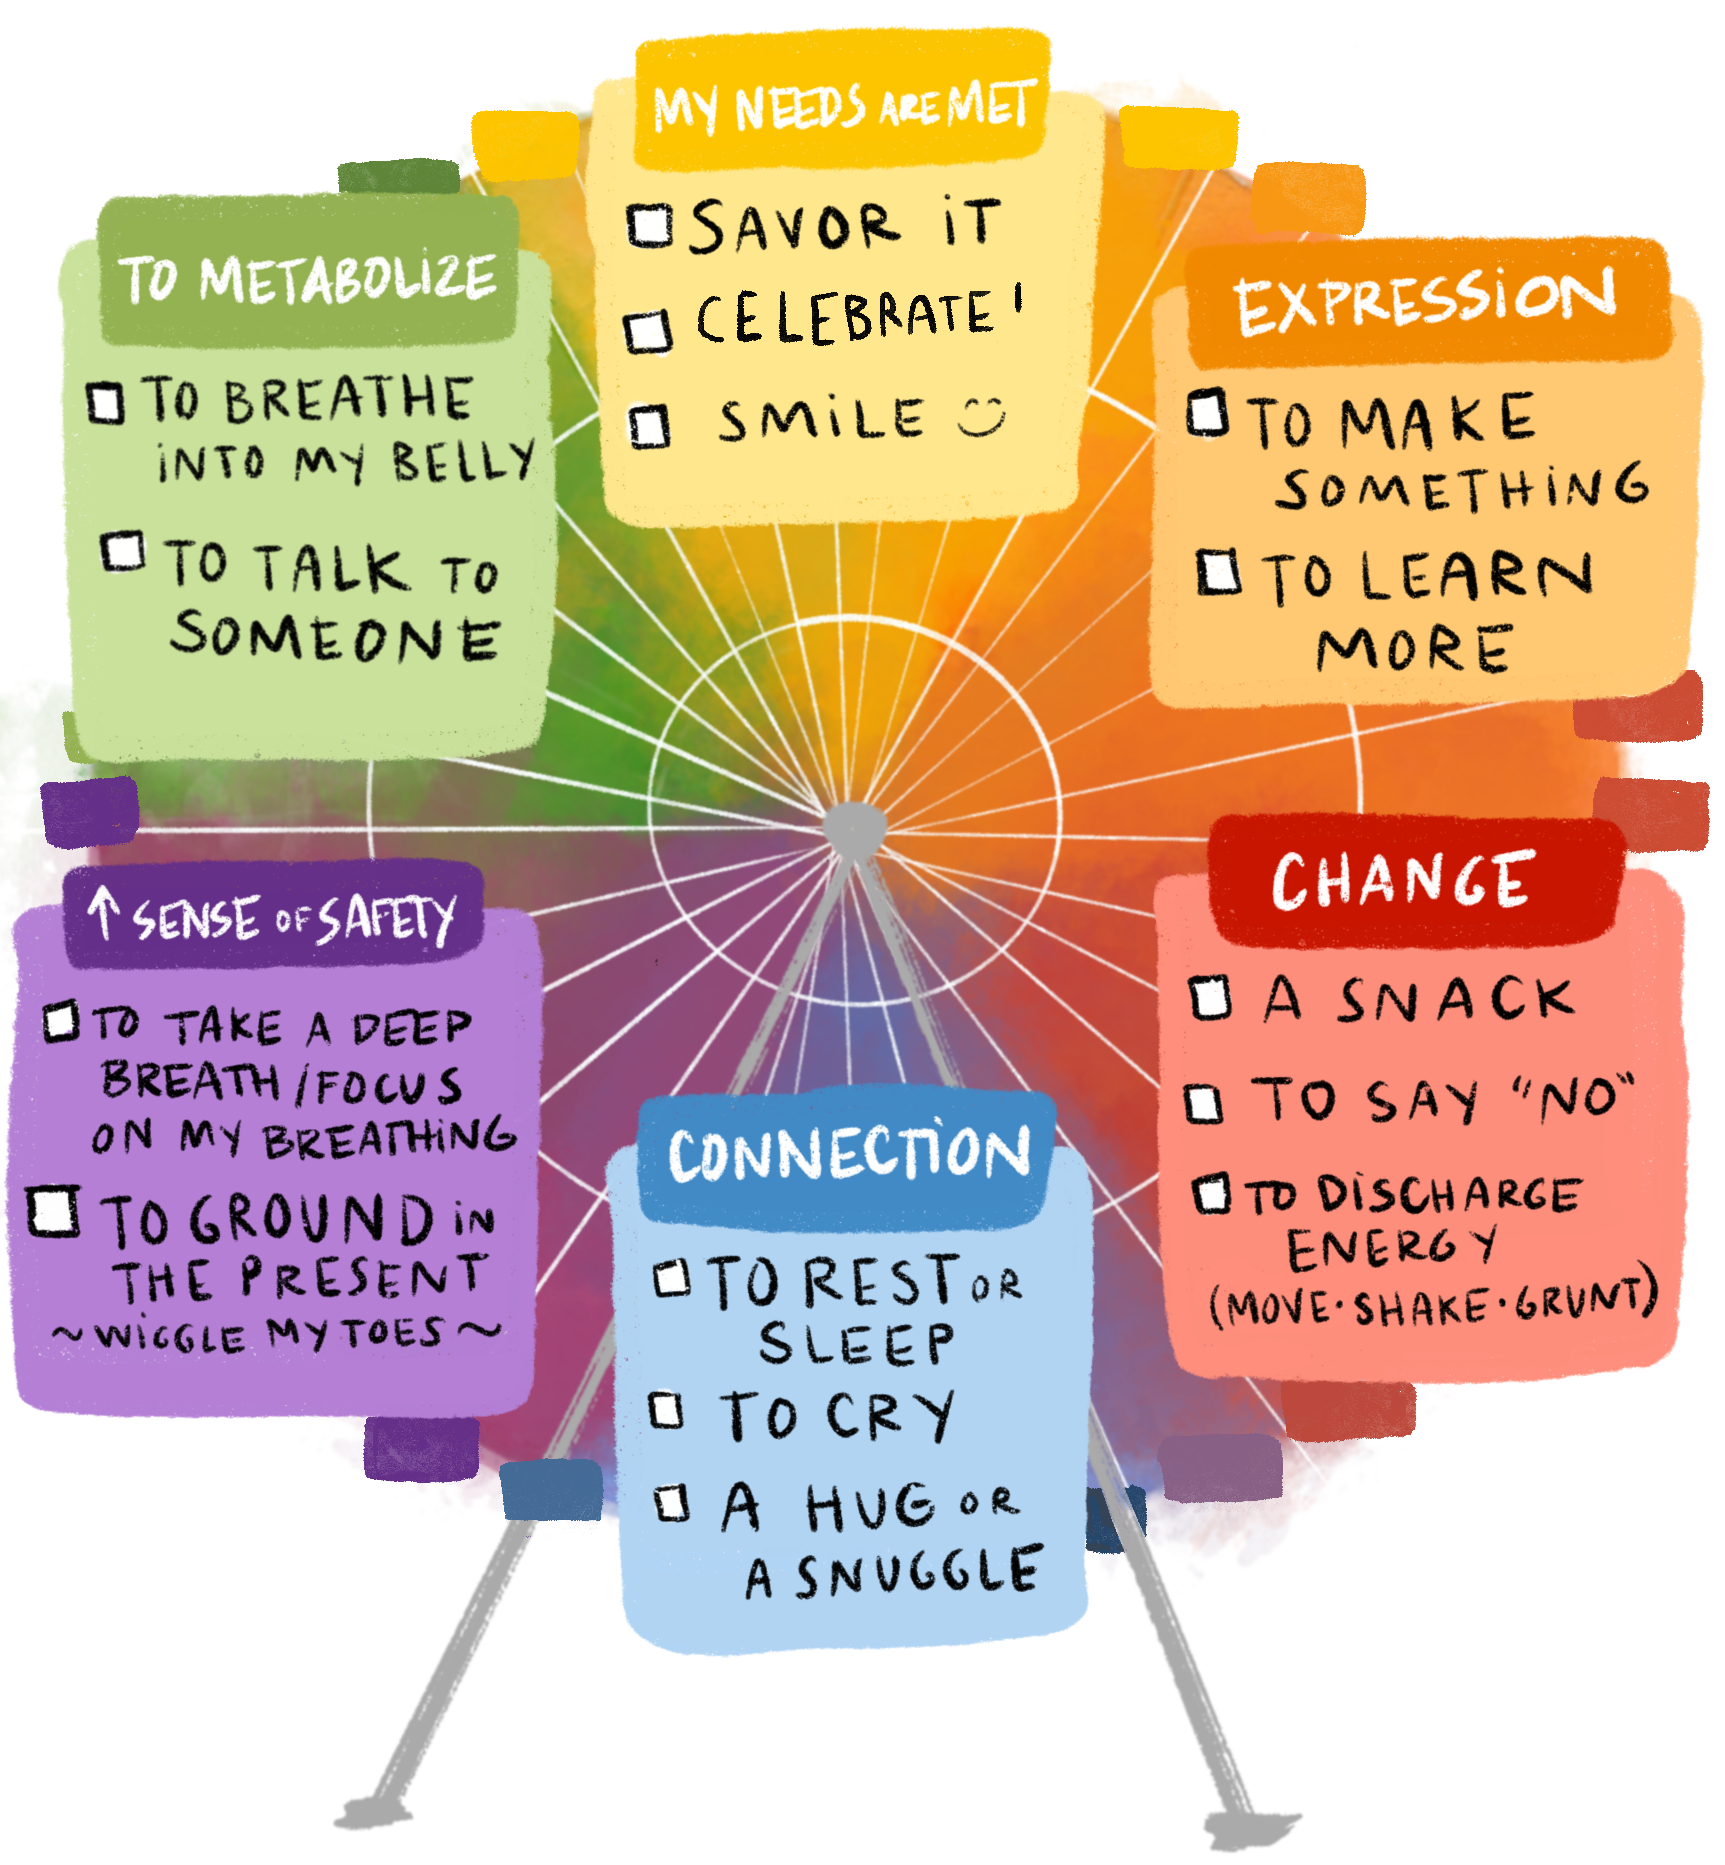 MY NEEDS ARE MET
☐ SAVOR iT
☐ CELEBRATE '
☐ SMiLE ☺
TO METABOLiZE
☐ TO BREATHE
iNTO MY BELLY
☐ TO TALK TO
SOMEONE
EXPRESSiON
☐ TO MAKE
SOMETHiNG
☐ TO LEARN
MORE
↑ SENSE OF SAFETY
☐ TO TAKE A DEEP
BREATH / FOCUS
ON MY BREATHiNG
☐ TO GROUND iN
THE PRESENT
~ WiGGLE MY TOES ~
CHANGE
☐ A SNACK
☐ TO SAY "NO"
☐ TO DiSCHARGE
ENERGY
(MOVE · SHAKE · GRUNT)
CONNECTiON
☐ TO REST OR
SLEEP
☐ TO CRY
☐ A HUG OR
A SNUGGLE